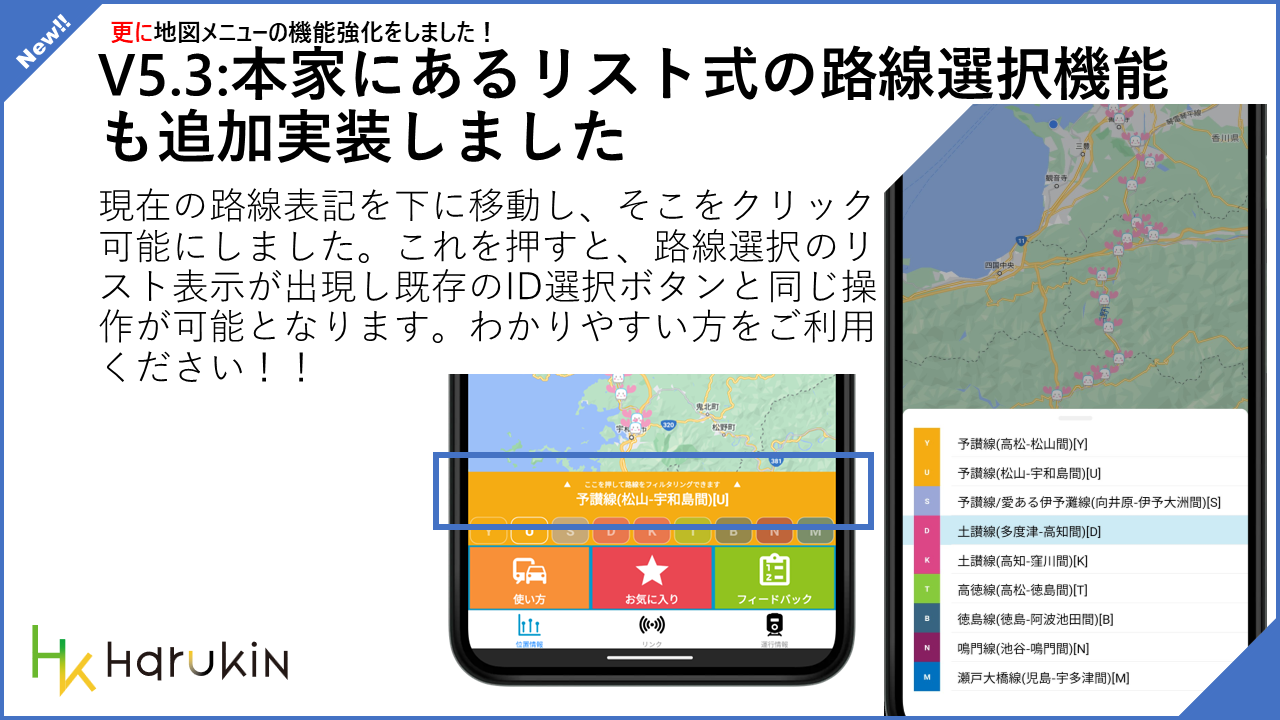 New!!
更に地図メニューの機能強化をしました！
V5.3:本家にあるリスト式の路線選択機能
も追加実装しました
現在の路線表記を下に移動し、そこをクリック
可能にしました。これを押すと、路線選択のリ
スト表示が出現し既存のID選択ボタンと同じ操
作が可能となります。わかりやすい方をご利用
ください！！
鬼北町
320
松野町
381
▲ ここを押して路線をフィルタリングできます ▲
予讃線(松山-宇和島間)[U]
Y U S D K T B N M
使い方 お気に入り フィードバック
位置情報 リンク 運行情報
HK HARUKIN
香川県
三豊
観音寺
11
四国中央
Y 予讃線(高松-松山間)[Y]
U 予讃線(松山-宇和島間)[U]
S 予讃線/愛ある伊予灘線(向井原-伊予大洲間)[S]
D 土讃線(多度津-高知間)[D]
K 土讃線(高知-窪川間)[K]
T 高徳線(高松-徳島間)[T]
B 徳島線(徳島-阿波池田間)[B]
N 鳴門線(池谷-鳴門間)[N]
M 瀬戸大橋線(児島-宇多津間)[M]